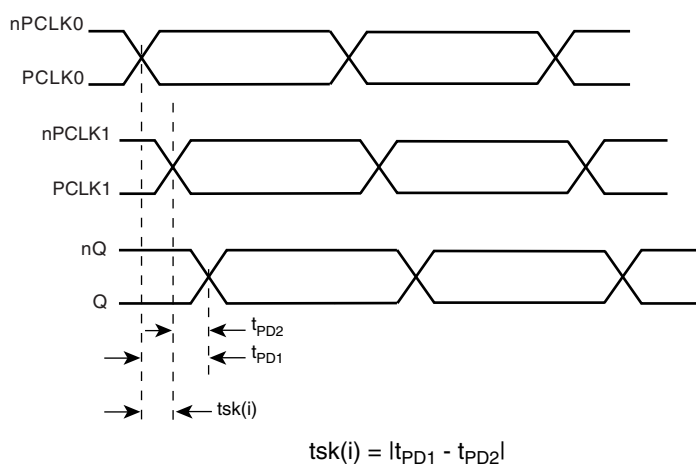 nPCLK0
PCLK0
nPCLK1
PCLK1
nQ
Q
tPD2
tPD1
tsk(i)
tsk(i) = |tPD1 - tPD2|